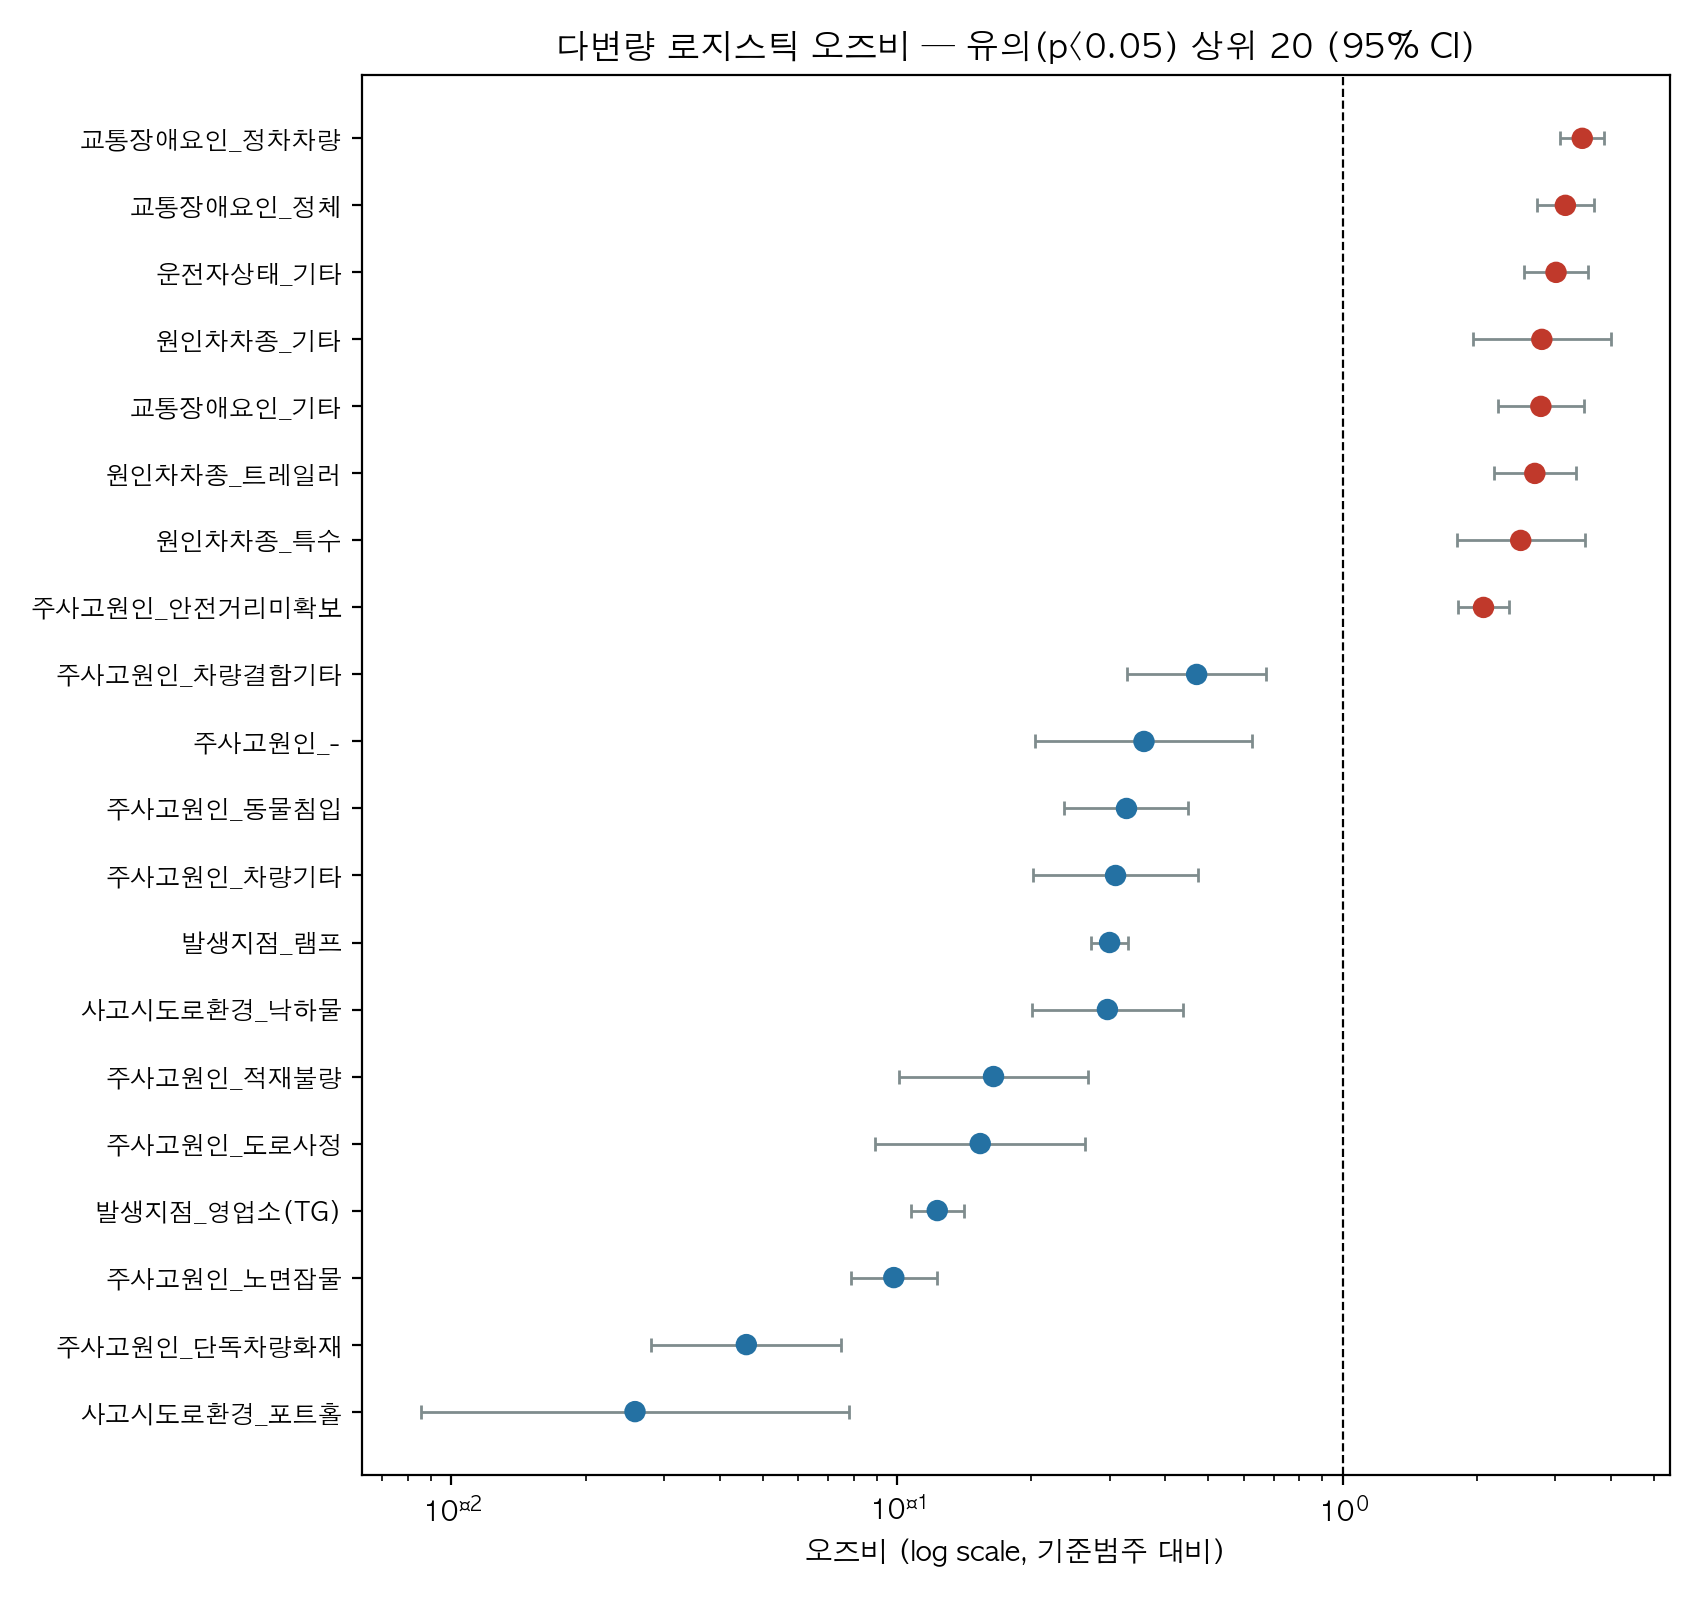 다변량 로지스틱 오즈비 — 유의(p<0.05) 상위 20 (95% CI)
교통장애요인_정차차량
교통장애요인_정체
운전자상태_기타
원인차차종_기타
교통장애요인_기타
원인차차종_트레일러
원인차차종_특수
주사고원인_안전거리미확보
주사고원인_차량결함기타
주사고원인_-
주사고원인_동물침입
주사고원인_차량기타
발생지점_램프
사고시도로환경_낙하물
주사고원인_적재불량
주사고원인_도로사정
발생지점_영업소(TG)
주사고원인_노면잡물
주사고원인_단독차량화재
사고시도로환경_포트홀
10¤2 10¤1 10⁰
오즈비 (log scale, 기준범주 대비)